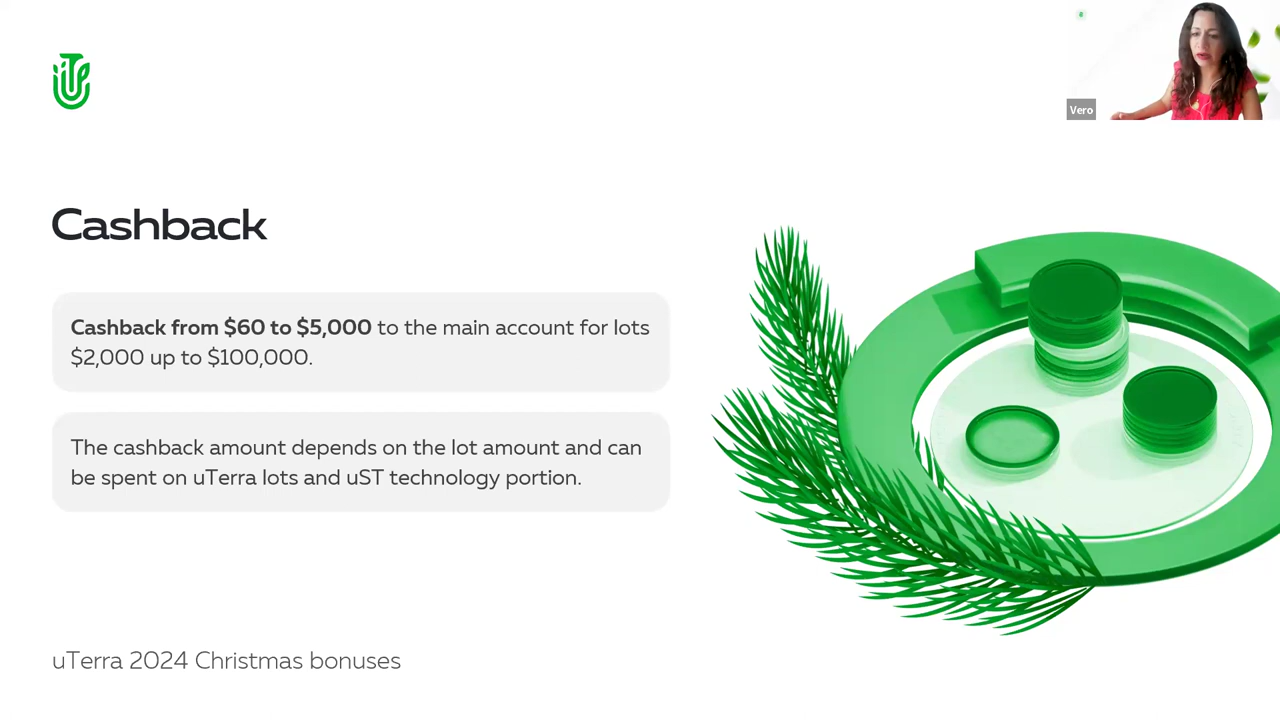 Vero
Cashback
Cashback from $60 to $5,000 to the main account for lots
$2,000 up to $100,000.
The cashback amount depends on the lot amount and can
be spent on uTerra lots and uST technology portion.
uTerra 2024 Christmas bonuses